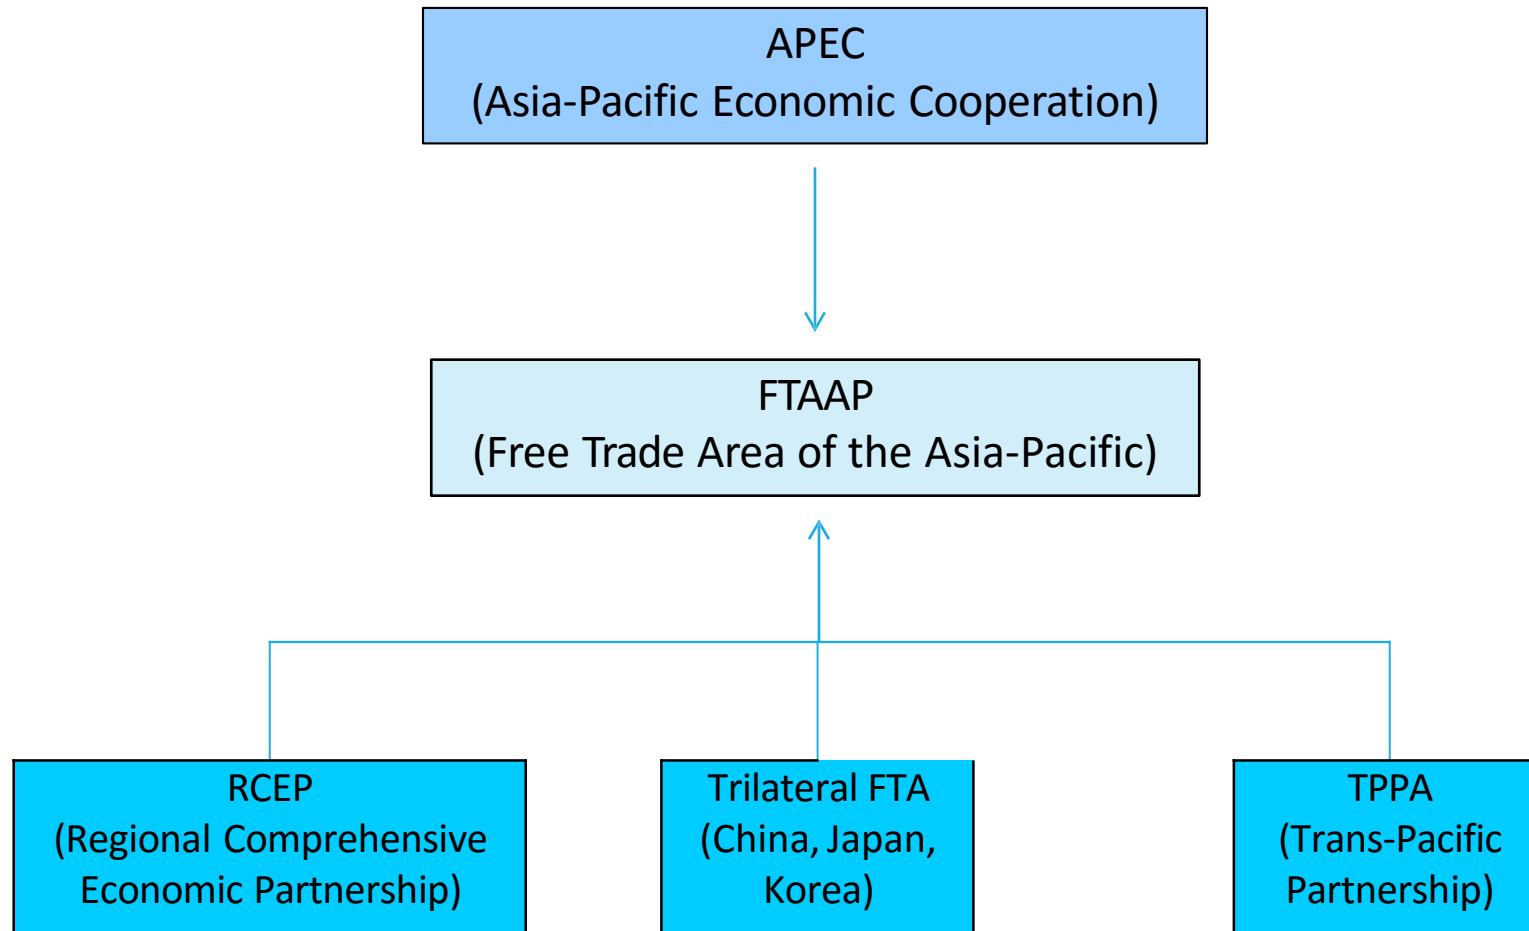 APEC
(Asia-Pacific Economic Cooperation)
FTAAP
(Free Trade Area of the Asia-Pacific)
RCEP
(Regional Comprehensive
Economic Partnership)
Trilateral FTA
(China, Japan,
Korea)
TPPA
(Trans-Pacific
Partnership)